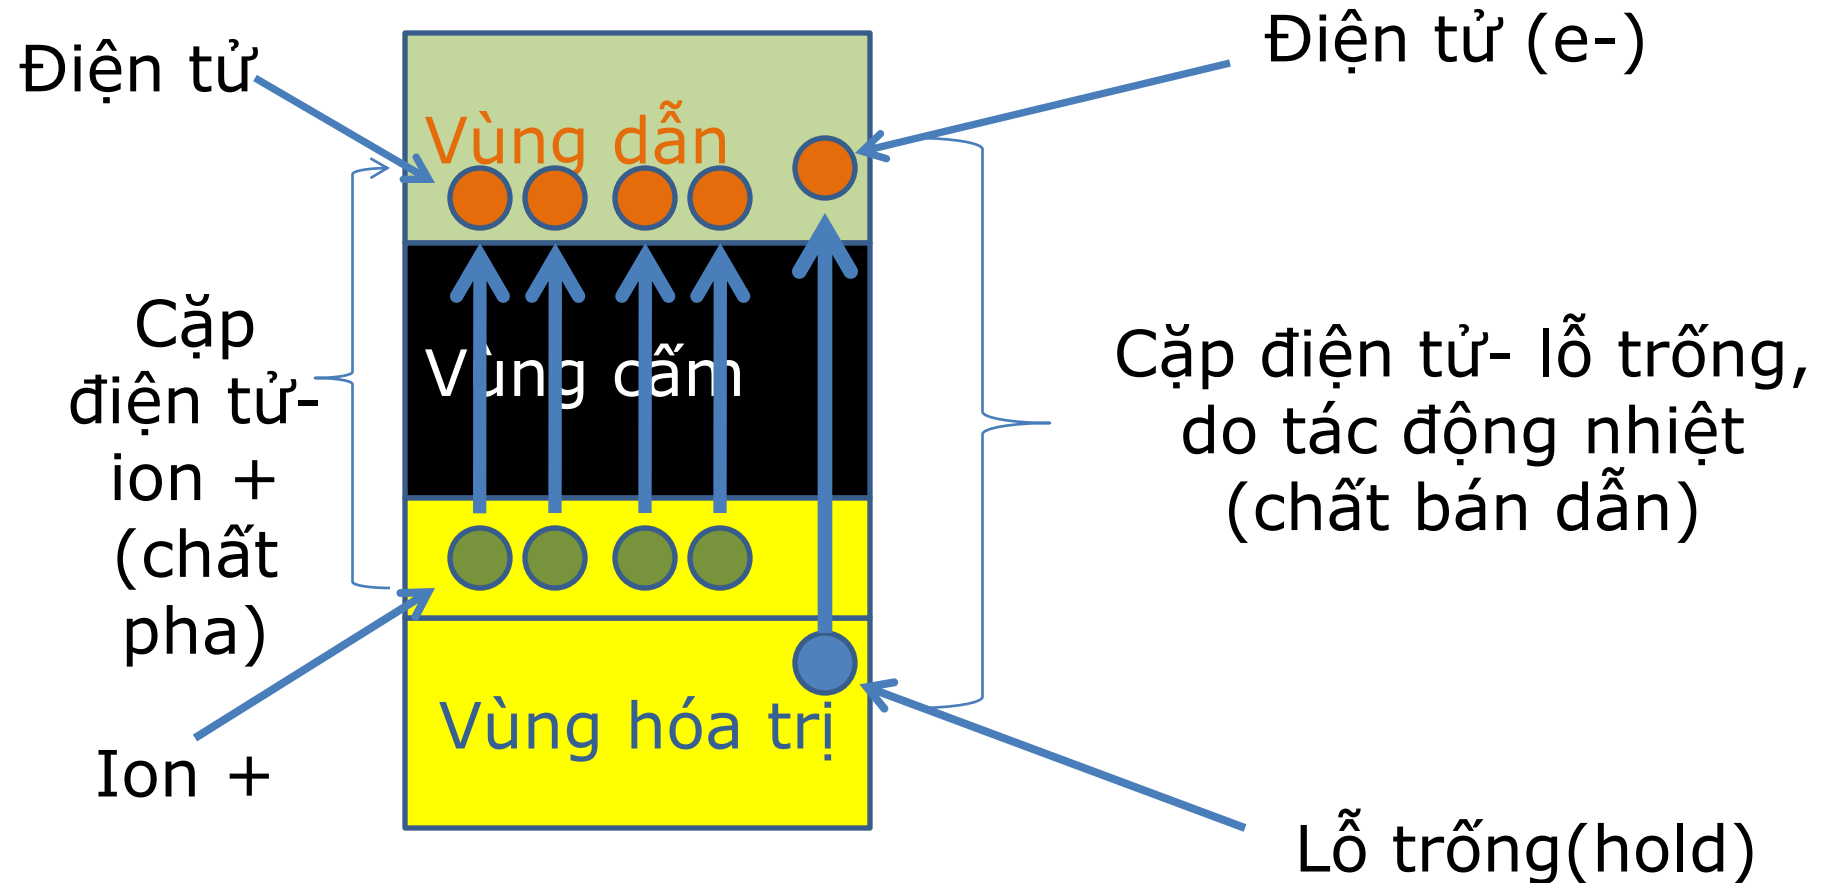 Điện tử
Điện tử (e-)
Vùng dẫn
Cặp
điện tử-
ion +
(chất
pha)
Vùng cấm
Cặp điện tử- lỗ trống,
do tác động nhiệt
(chất bán dẫn)
Vùng hóa trị
Ion +
Lỗ trống(hold)